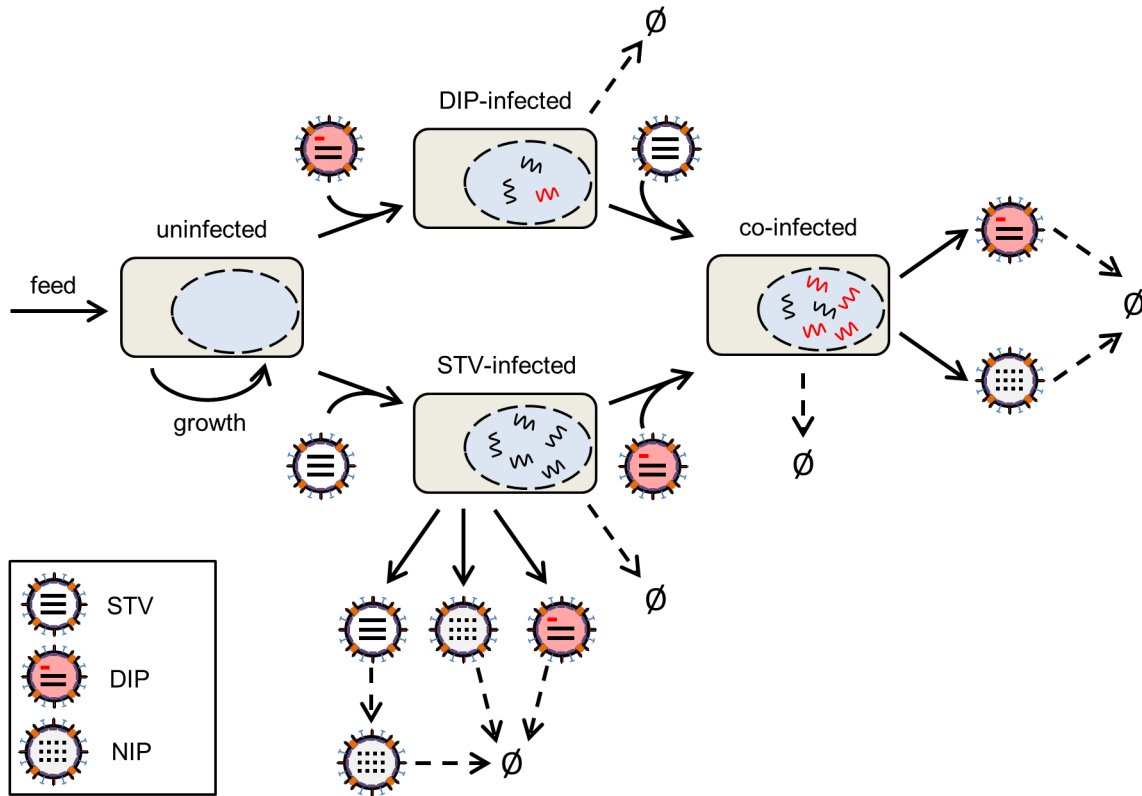 Ø
DIP-infected
uninfected
co-infected
feed
Ø
STV-infected
growth
Ø
Ø
STV
DIP
NIP
Ø